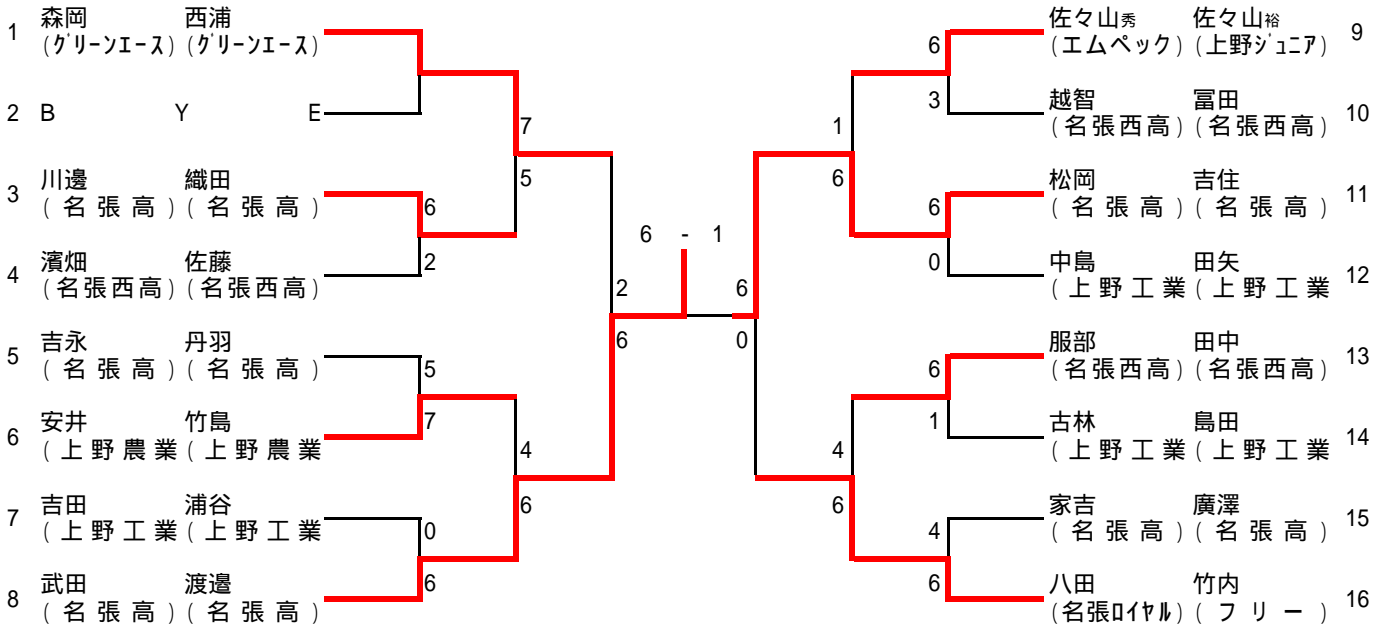 1 森岡 西浦
(グリーンエース) (グリーンエース)
2 B Y E
7
5
3 川邊 織田
(名張高) (名張高)
6
2
4 濱畑 佐藤
(名張西高) (名張西高)
2
6
5 吉永 丹羽
(名張高) (名張高)
5
7
6 安井 竹島
(上野農業 (上野農業
4
6
7 吉田 浦谷
(上野工業 (上野工業
0
6
8 武田 渡邉
(名張高) (名張高)
6 - 1
佐々山秀 佐々山裕 9
(エムペック) (上野ジュニア)
6
3
越智 冨田 10
(名張西高) (名張西高)
1
6
松岡 吉住 11
(名張高) (名張高)
6
0
中島 田矢 12
(上野工業 (上野工業
6
0
服部 田中 13
(名張西高) (名張西高)
6
1
古林 島田 14
(上野工業 (上野工業
4
6
家吉 廣澤 15
(名張高) (名張高)
4
6
八田 竹内 16
(名張ロイヤル) (フリー)